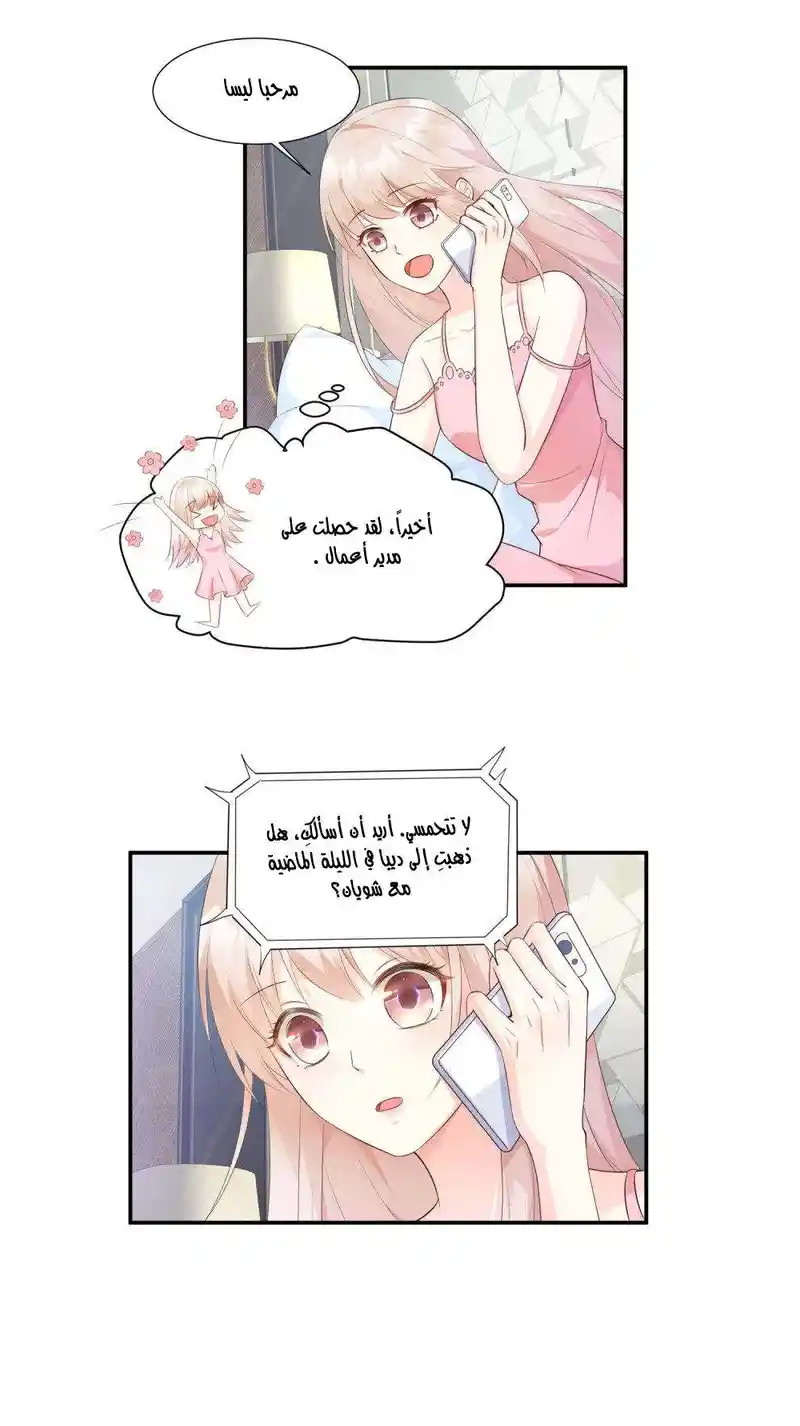 مرحبا ليسا
أخيراً، لقد حصلت على
مدير أعمال .
لا تتحمسي. أريد أن أسألكِ، هل
ذهبتِ إلى ديبا في الليلة الماضية
مع شويان؟